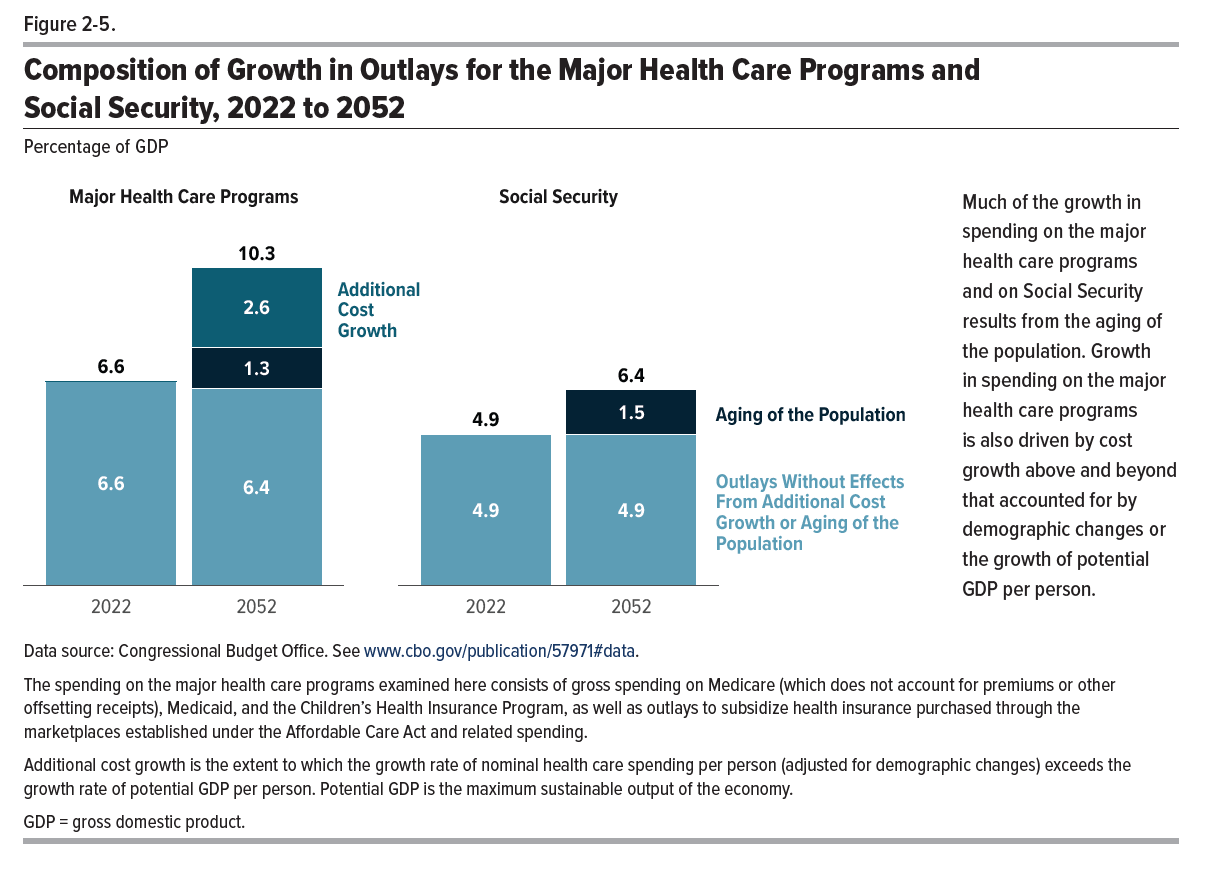 Figure 2-5.
Composition of Growth in Outlays for the Major Health Care Programs and
Social Security, 2022 to 2052
Percentage of GDP
Major Health Care Programs
10.3
2.6
Additional
Cost
Growth
6.6
1.3
6.6
6.4
2022
2052
Social Security
6.4
4.9
1.5
Aging of the Population
4.9
4.9
Outlays Without Effects
From Additional Cost
Growth or Aging of the
Population
2022
2052
Much of the growth in
spending on the major
health care programs
and on Social Security
results from the aging of
the population. Growth
in spending on the major
health care programs
is also driven by cost
growth above and beyond
that accounted for by
demographic changes or
the growth of potential
GDP per person.
Data source: Congressional Budget Office. See www.cbo.gov/publication/57971#data.
The spending on the major health care programs examined here consists of gross spending on Medicare (which does not account for premiums or other
offsetting receipts), Medicaid, and the Children’s Health Insurance Program, as well as outlays to subsidize health insurance purchased through the
marketplaces established under the Affordable Care Act and related spending.
Additional cost growth is the extent to which the growth rate of nominal health care spending per person (adjusted for demographic changes) exceeds the
growth rate of potential GDP per person. Potential GDP is the maximum sustainable output of the economy.
GDP = gross domestic product.